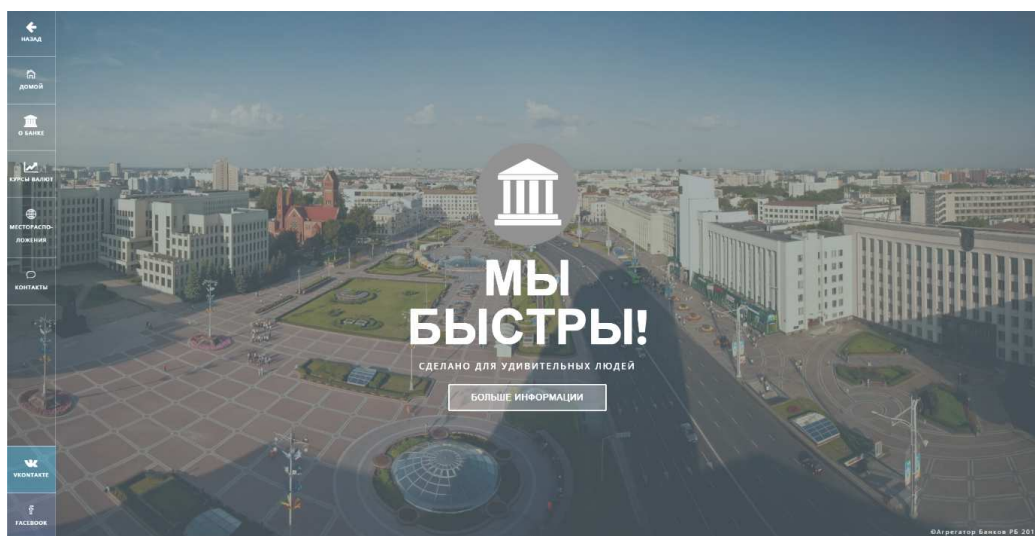 НАЗАД
ДОМОЙ
О БАНКЕ
КУРСЫ ВАЛЮТ
МЕСТОРАСПО-
ЛОЖЕНИЯ
КОНТАКТЫ
МЫ
БЫСТРЫ!
СДЕЛАНО ДЛЯ УДИВИТЕЛЬНЫХ ЛЮДЕЙ
БОЛЬШЕ ИНФОРМАЦИИ
VKONTAKTE
FACEBOOK
©Агрегатор Банков РБ 201